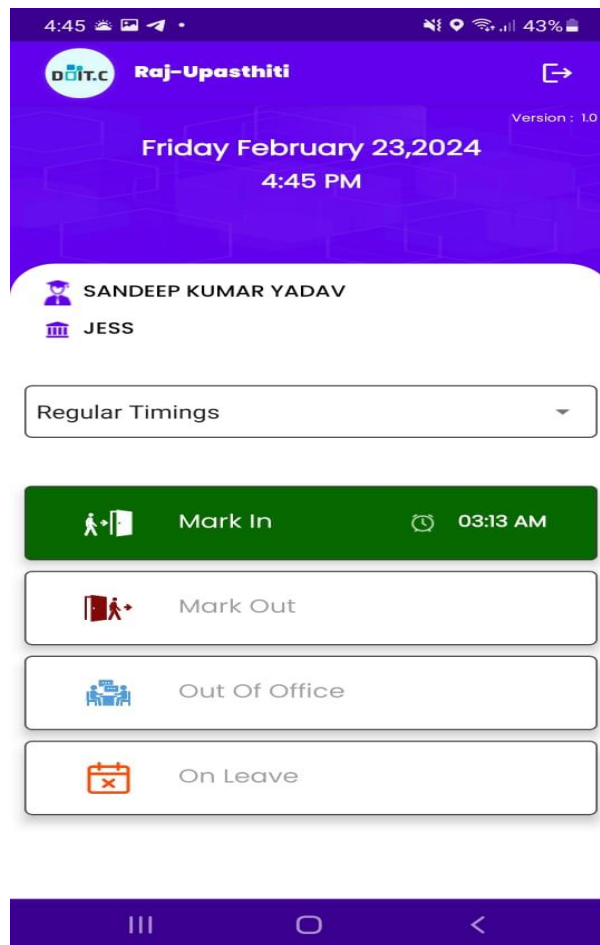 4:45 43%
DOIT.C Raj-Upasthiti
Version : 1.0
Friday February 23,2024
4:45 PM
SANDEEP KUMAR YADAV
JESS
Regular Timings
Mark In 03:13 AM
Mark Out
Out Of Office
On Leave